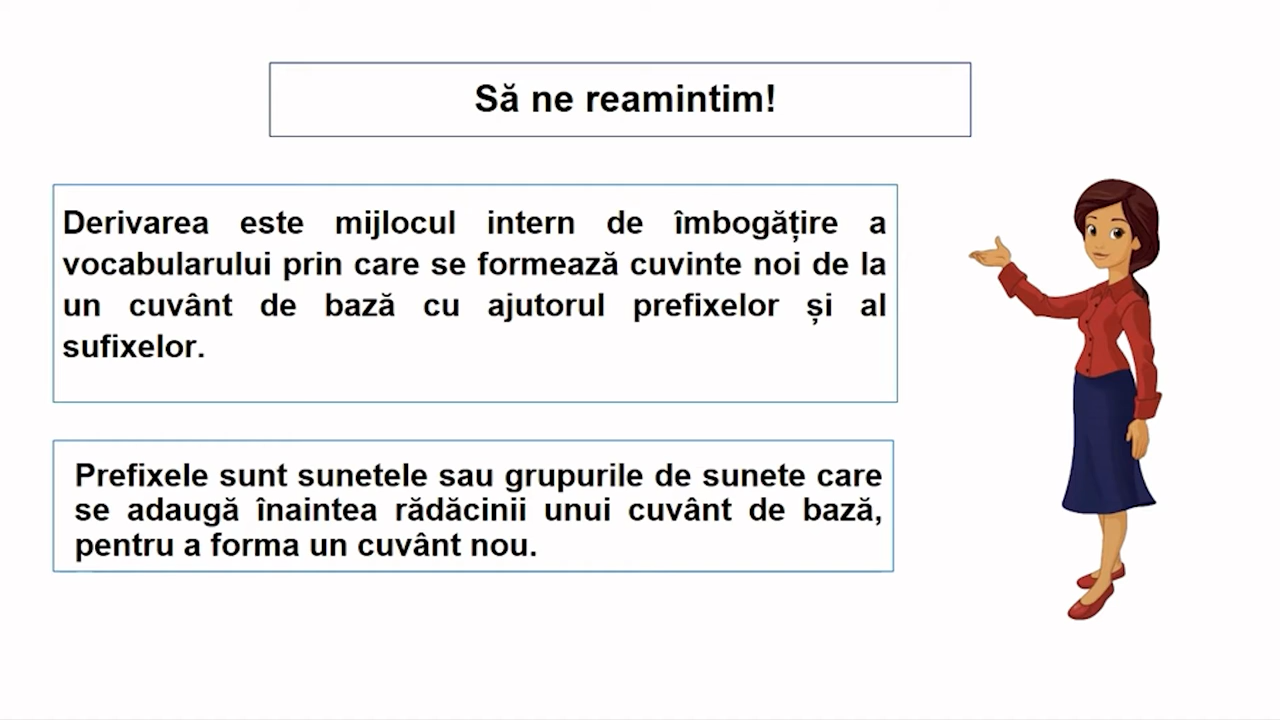 Să ne reamintim!
Derivarea este mijlocul intern de îmbogățire a
vocabularului prin care se formează cuvinte noi de la
un cuvânt de bază cu ajutorul prefixelor și al
sufixelor.
Prefixele sunt sunetele sau grupurile de sunete care
se adaugă înaintea rădăcinii unui cuvânt de bază,
pentru a forma un cuvânt nou.